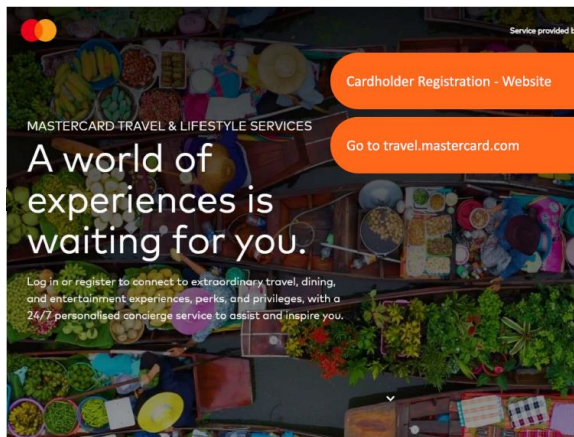 Service provided b
Cardholder Registration - Website
Go to travel.mastercard.com
MASTERCARD TRAVEL & LIFESTYLE SERVICES
A world of
experiences is
waiting for you.
Log in or register to connect to extraordinary travel, dining,
and entertainment experiences, perks, and privileges, with a
24/7 personalised concierge service to assist and inspire you.